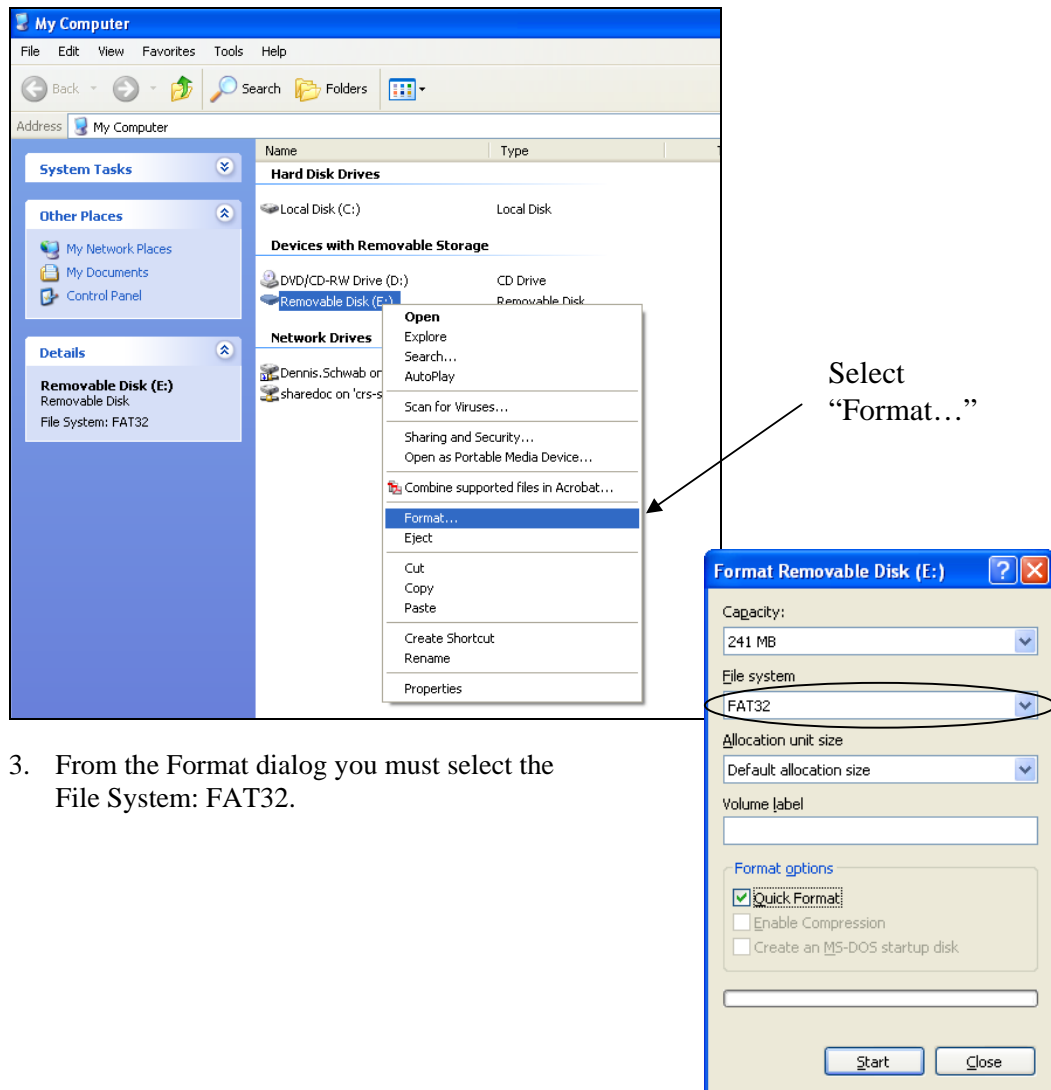 My Computer
File Edit View Favorites Tools Help
Back Search Folders
Address My Computer
Name Type
System Tasks
Other Places
My Network Places
My Documents
Control Panel
Details
Removable Disk (E:)
Removable Disk
File System: FAT32
Hard Disk Drives
Local Disk (C:) Local Disk
Devices with Removable Storage
DVD/CD-RW Drive (D:) CD Drive
Removable Disk (E:) Removable Disk
Network Drives
Dennis.Schwab on
sharedoc on 'crs-s
Open
Explore
Search...
AutoPlay
Scan for Viruses...
Sharing and Security...
Open as Portable Media Device...
Combine supported files in Acrobat...
Format...
Eject
Cut
Copy
Paste
Create Shortcut
Rename
Properties
Select
“Format…”
3. From the Format dialog you must select the
File System: FAT32.
Format Removable Disk (E:)
Capacity:
241 MB
File system
FAT32
Allocation unit size
Default allocation size
Volume label
Format options
Quick Format
Enable Compression
Create an MS-DOS startup disk
Start Close